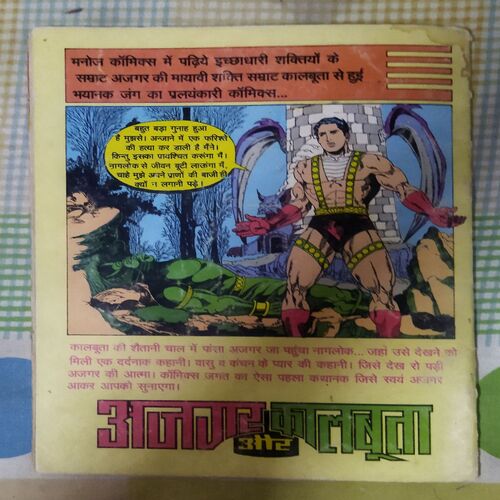 मनोज कॉमिक्स में पढ़िये इच्छाधारी शक्तियों के
सम्राट अजगर की मायावी शक्ति सम्राट कालबूता से हुई
भयानक जंग का प्रलयंकारी कॉमिक्स...
बहुत बड़ा गुनाह हुआ
है मुझसे। अन्जाने में एक फरिश्ते
की हत्या कर डाली है मैंने।
किन्तु इसका प्रायश्चित करूंगा मैं।
नागलोक से जीवन बूटी लाऊंगा मैं,
चाहे मुझे अपने प्राणों की बाजी ही
क्यों न लगानी पड़े।
कालबूता की शैतानी चाल में फंसा अजगर जा पहुंचा नागलोक... जहां उसे देखने को
मिली एक दर्दनाक कहानी। वासु व कंचन के प्यार की कहानी। जिसे देख रो पड़ी
अजगर की आत्मा। कॉमिक्स जगत का ऐसा पहला कथानक जिसे स्वयं अजगर
आकर आपको सुनाएगा।
अजगर और कालबूता